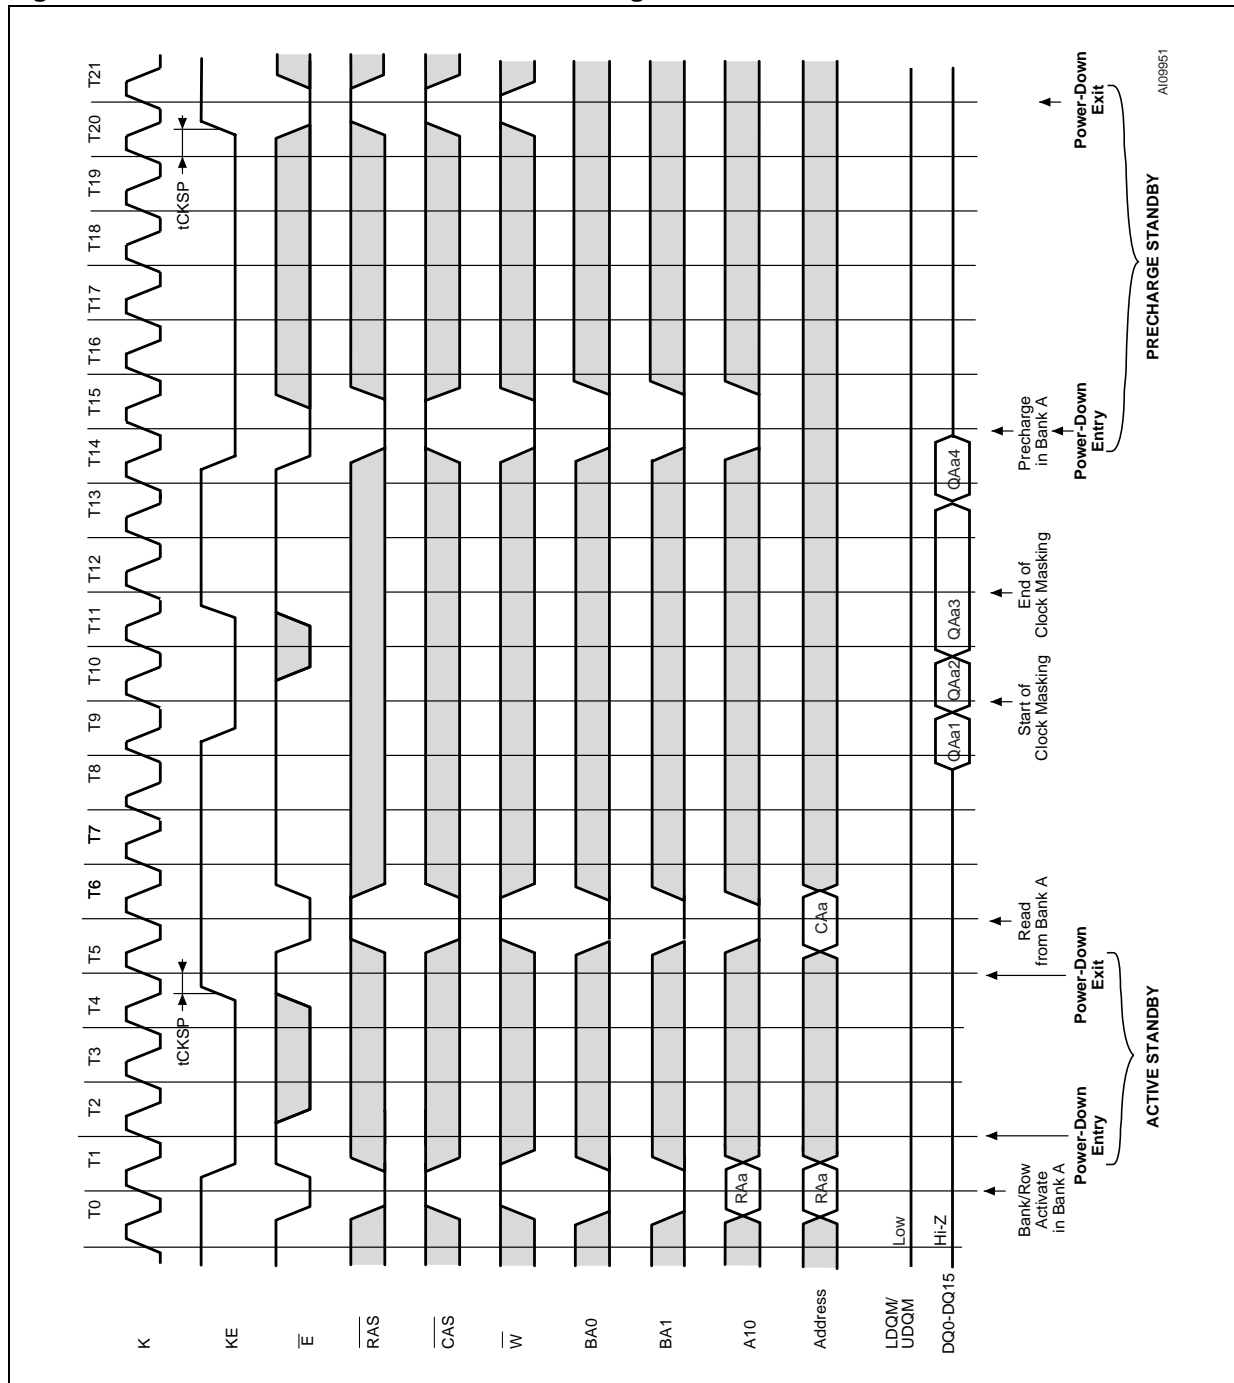 T0 T1 T2 T3 T4 T5 T6 T7 T8 T9 T10 T11 T12 T13 T14 T15 T16 T17 T18 T19 T20 T21
K
tCKSP
tCKSP
KE
E
RAS
CAS
W
BA0
BA1
A10
RAa
Address
RAa
CAa
LDQM/
UDQM
Low
DQ0-DQ15
Hi-Z
QAa1
QAa2
QAa3
QAa4
Bank/Row
Activate
in Bank A
Power-Down
Entry
Power-Down
Exit
Read
from Bank A
Start of
Clock Masking
End of
Clock Masking
Precharge
in Bank A
Power-Down
Entry
Power-Down
Exit
ACTIVE STANDBY
PRECHARGE STANDBY
AI09951